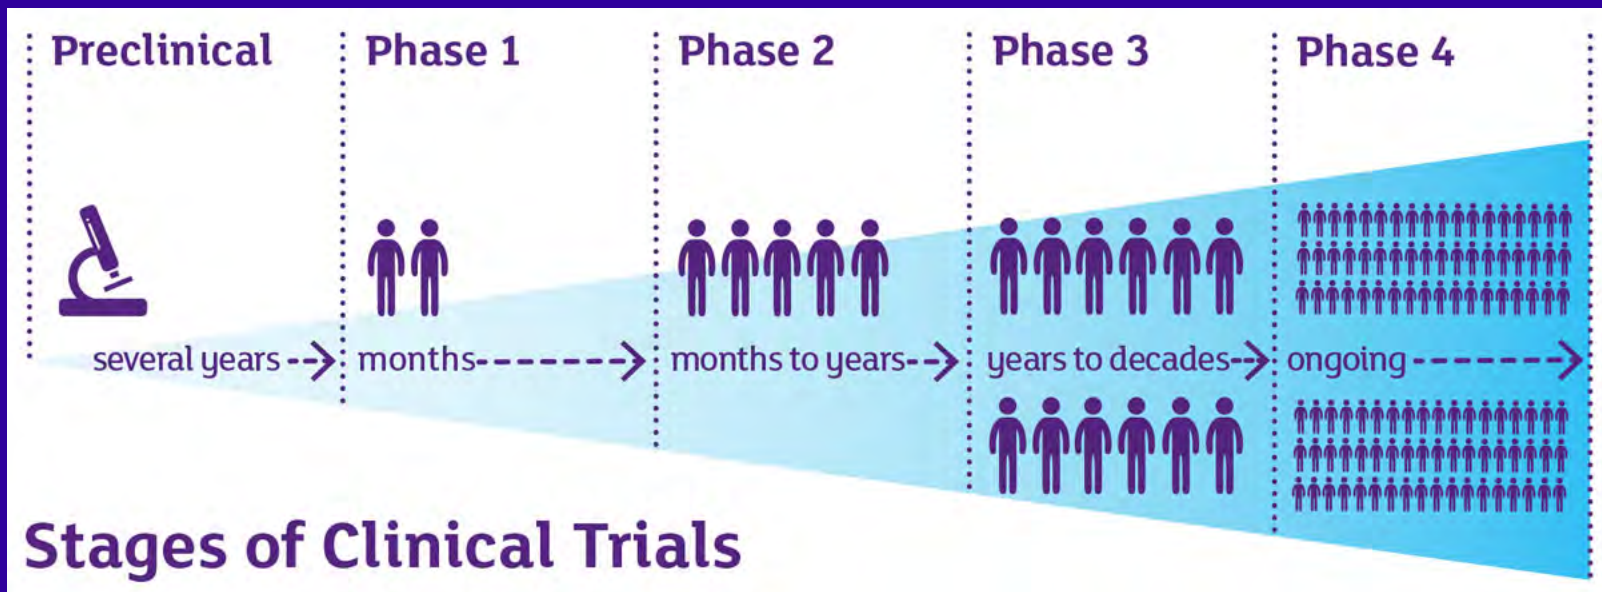 Preclinical
Phase 1
Phase 2
Phase 3
Phase 4
several years
months
months to years
years to decades
ongoing
Stages of Clinical Trials